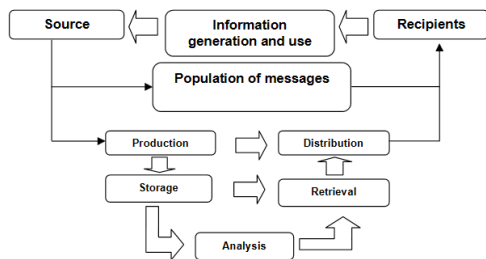 Source
Information
generation and use
Recipients
Population of messages
Production
Distribution
Storage
Retrieval
Analysis